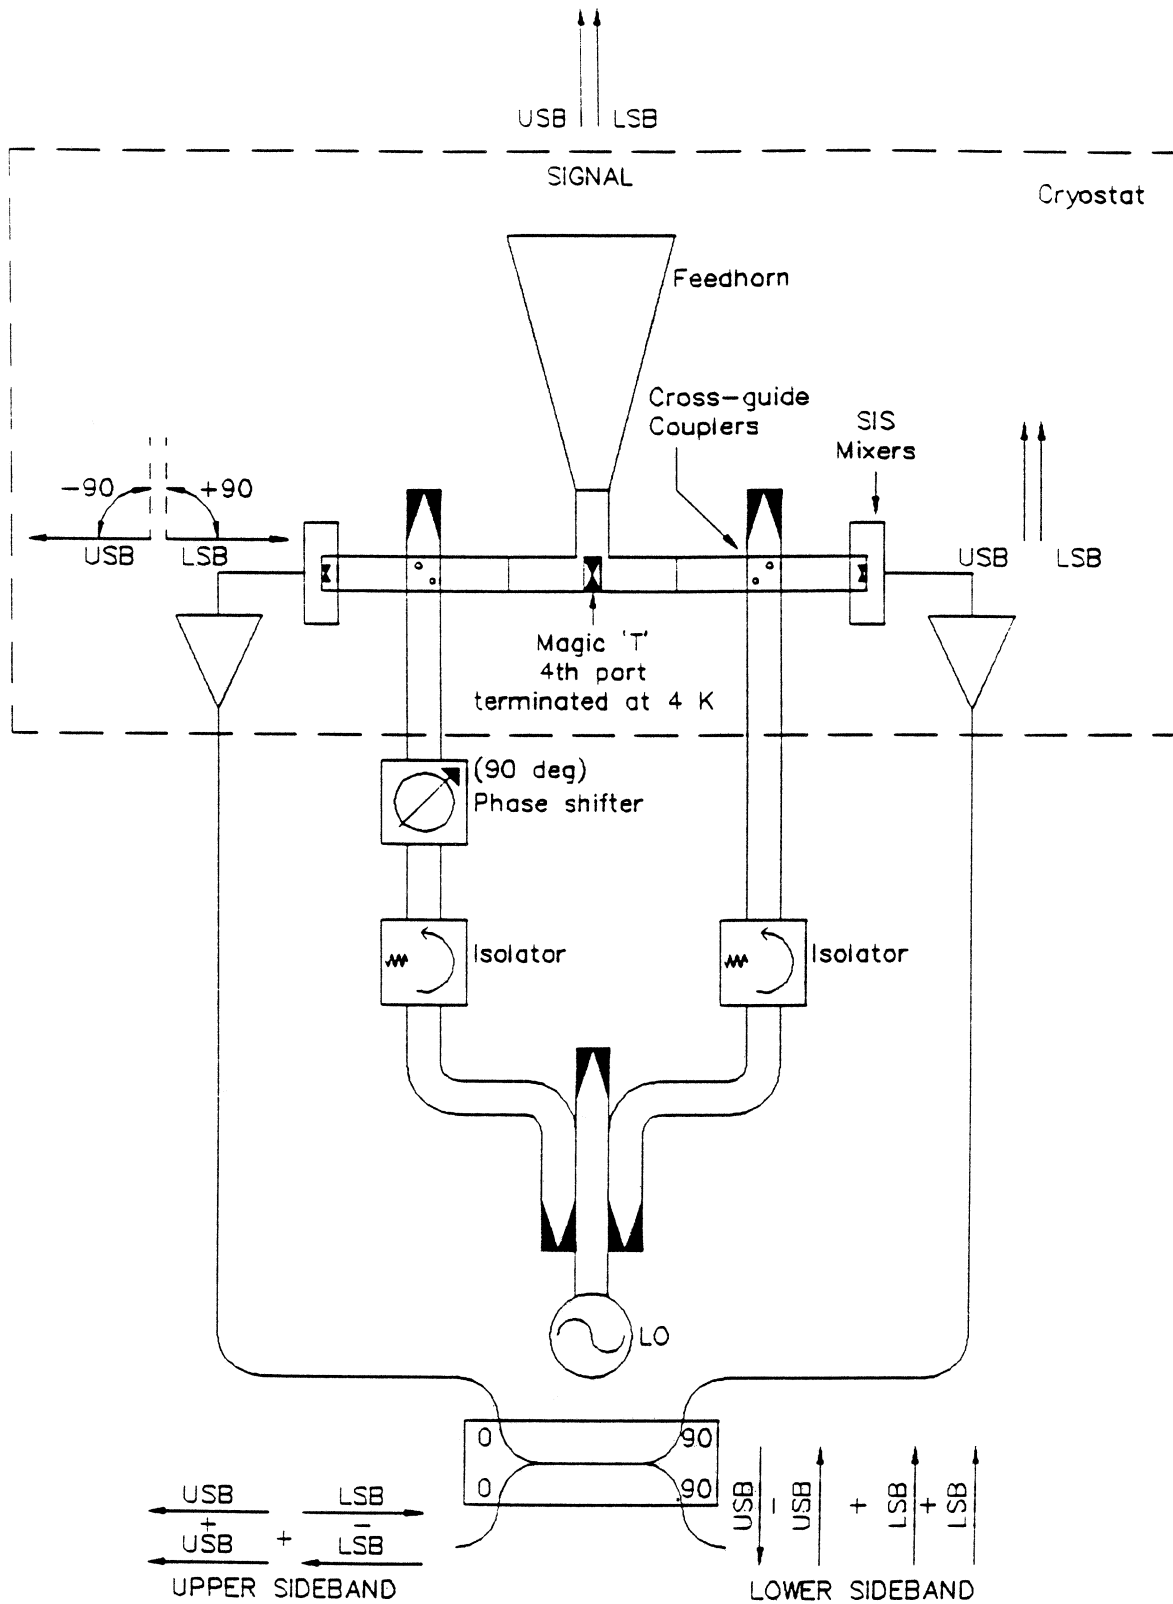 USB LSB
SIGNAL
Cryostat
Feedhorn
Cross-guide
Couplers
SIS
Mixers
-90 +90
USB LSB
USB LSB
Magic 'T'
4th port
terminated at 4 K
(90 deg)
Phase shifter
Isolator
Isolator
LO
0 90
0 90
USB LSB
+ + -
USB LSB
UPPER SIDEBAND
USB - USB + LSB + LSB
LOWER SIDEBAND